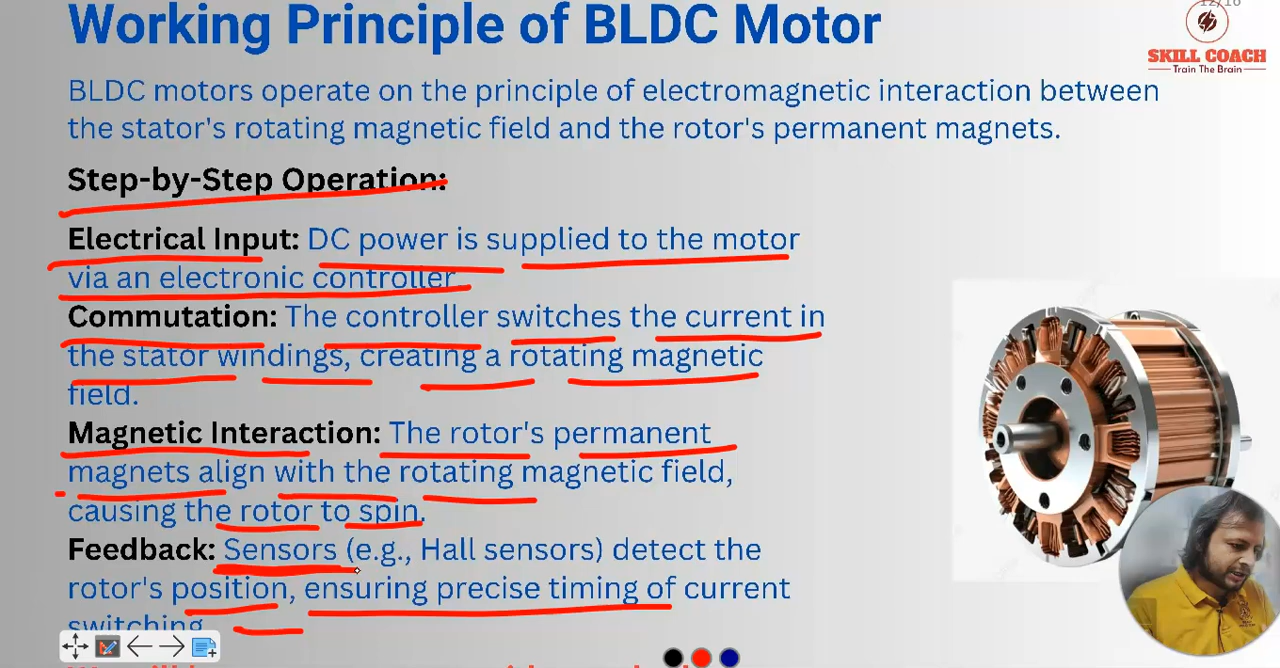 12/16
Working Principle of BLDC Motor
SKILL COACH
Train The Brain
BLDC motors operate on the principle of electromagnetic interaction between
the stator's rotating magnetic field and the rotor's permanent magnets.
Step-by-Step Operation:
Electrical Input: DC power is supplied to the motor
via an electronic controller
Commutation: The controller switches the current in
the stator windings, creating a rotating magnetic
field.
Magnetic Interaction: The rotor's permanent
magnets align with the rotating magnetic field,
causing the rotor to spin.
Feedback: Sensors (e.g., Hall sensors) detect the
rotor's position, ensuring precise timing of current
switching